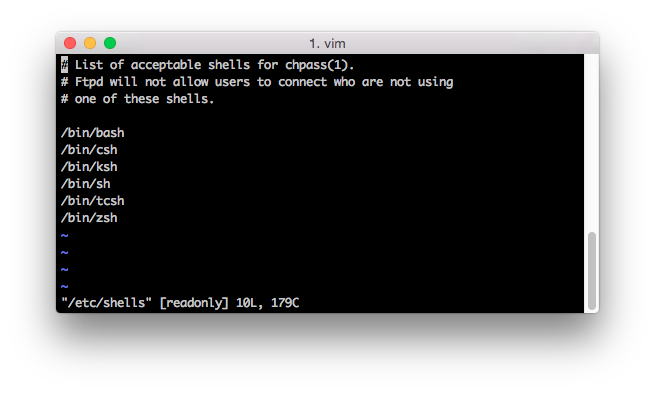 1. vim
# List of acceptable shells for chpass(1).
# Ftpd will not allow users to connect who are not using
# one of these shells.
/bin/bash
/bin/csh
/bin/ksh
/bin/sh
/bin/tcsh
/bin/zsh
~
~
~
~
"/etc/shells" [readonly] 10L, 179C